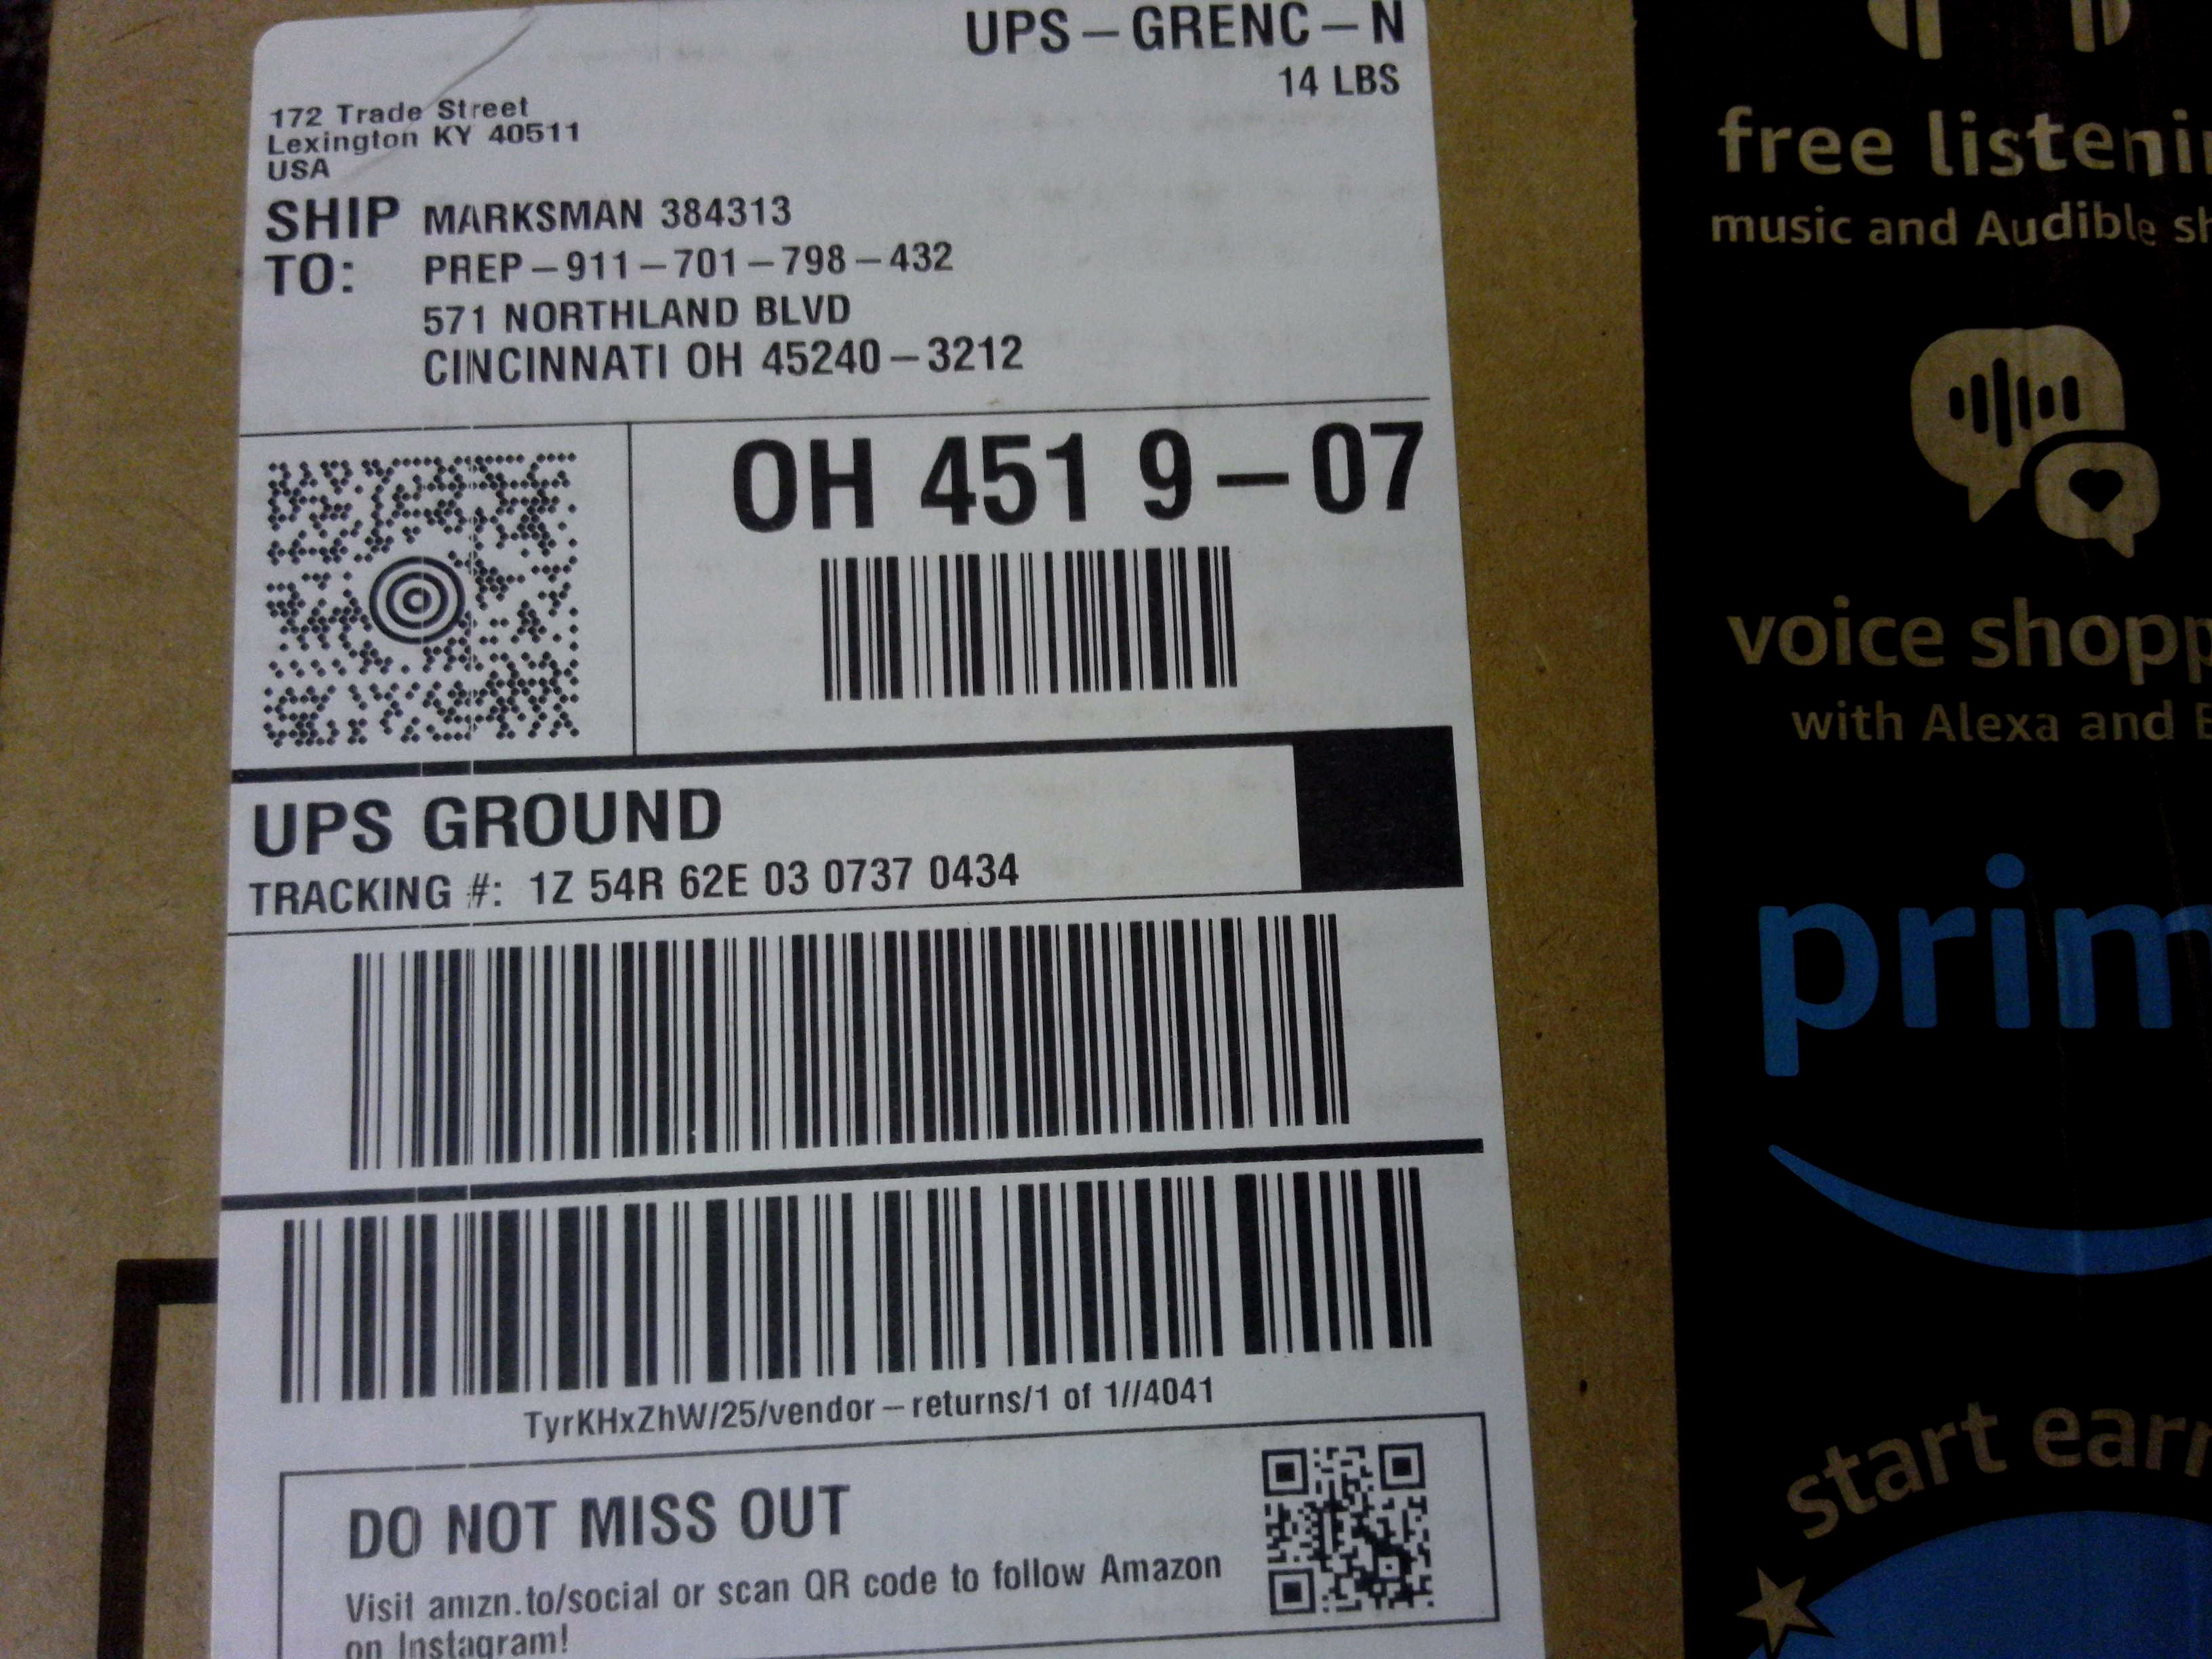 UPS-GRENC-N
14 LBS
172 Trade Street
Lexington KY 40511
USA
SHIP TO:
MARKSMAN 384313
PREP-911-701-798-432
571 NORTHLAND BLVD
CINCINNATI OH 45240-3212
OH 451 9-07
UPS GROUND
TRACKING #: 1Z 54R 62E 03 0737 0434
TyrKHxZhW/25/vendor-returns/1 of 1//4041
DO NOT MISS OUT
Visit amzn.to/social or scan QR code to follow Amazon
on Instagram!
free listenin
music and Audible sh
voice shopp
with Alexa and E
prim
start earn